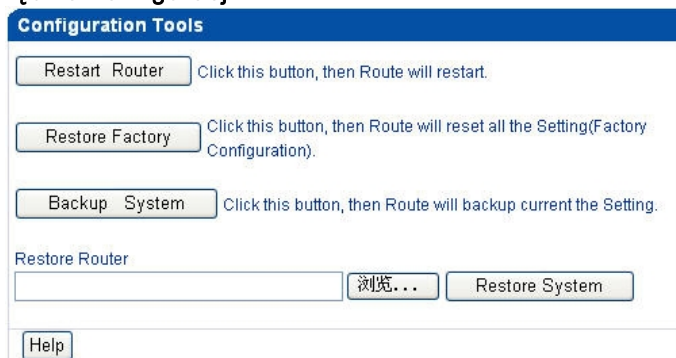 Configuration Tools
Restart Router Click this button, then Route will restart.
Restore Factory Click this button, then Route will reset all the Setting(Factory
Configuration).
Backup System Click this button, then Route will backup current the Setting.
Restore Router
浏览... Restore System
Help